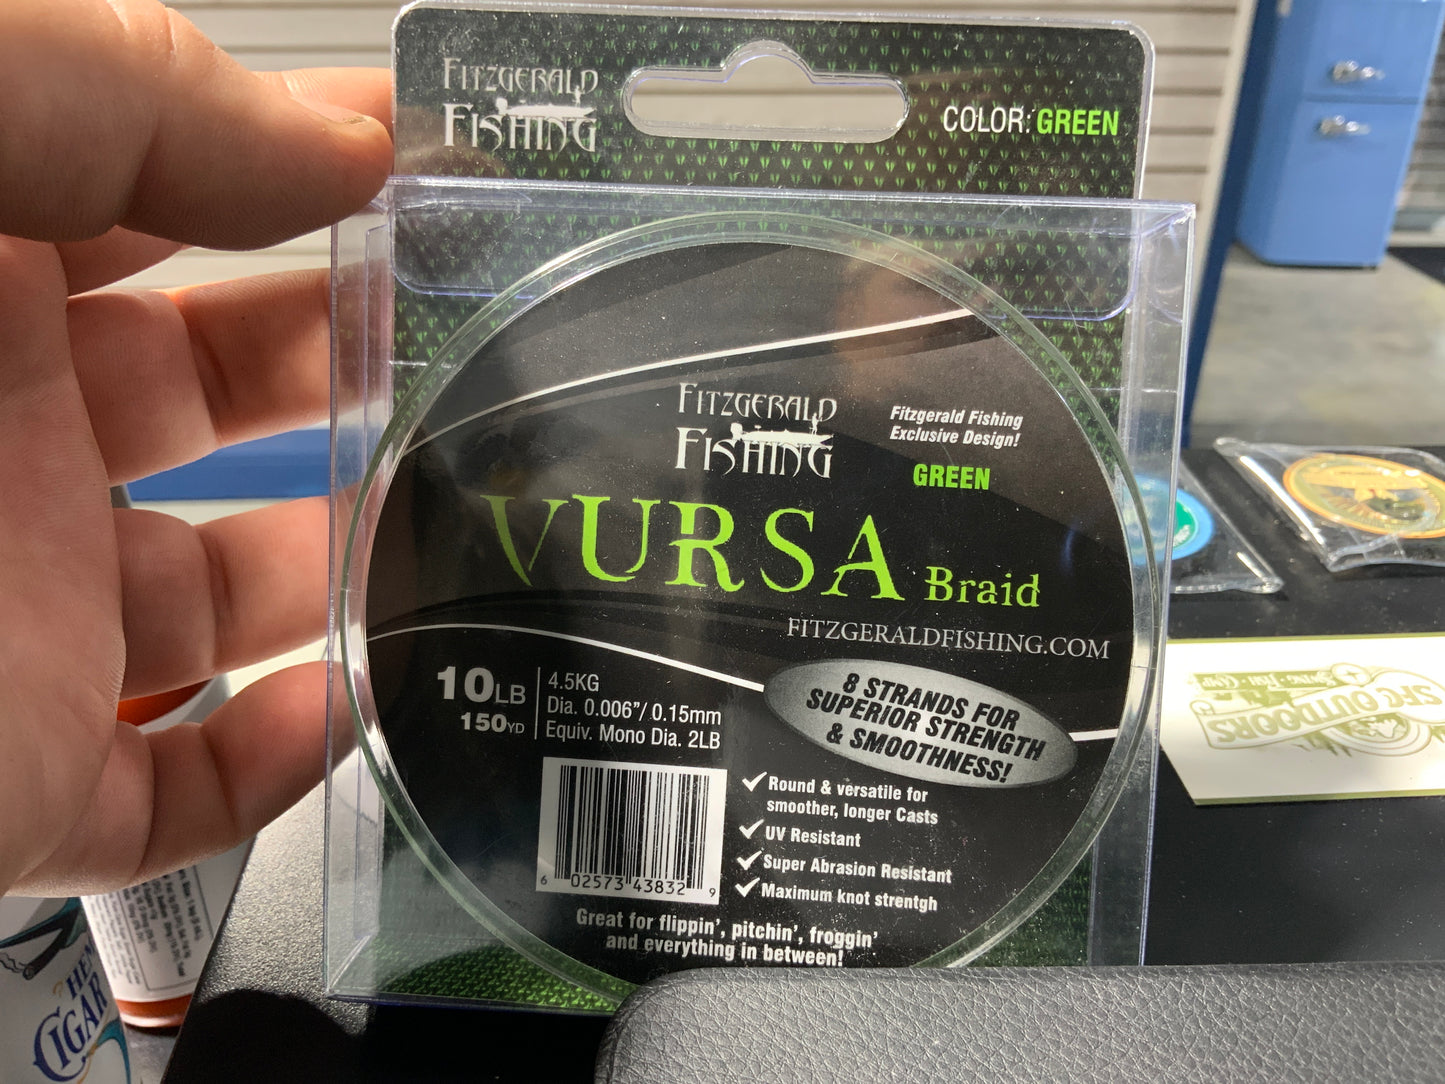 FITZGERALD
FISHING
COLOR: GREEN
FITZGERALD
FISHING
Fitzgerald Fishing
Exclusive Design!
GREEN
VURSA Braid
FITZGERALDFISHING.COM
10LB
150YD
4.5KG
Dia. 0.006”/ 0.15mm
Equiv. Mono Dia. 2LB
8 STRANDS FOR
SUPERIOR STRENGTH
& SMOOTHNESS!
Round & versatile for
smoother, longer Casts
UV Resistant
Super Abrasion Resistant
Maximum knot strentgh
6 02573 43832 9
Great for flippin’, pitchin’, froggin’
and everything in between!
SFC OUTDOORS
CIGAR